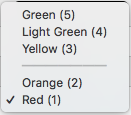 Green (5)
Light Green (4)
Yellow (3)
Orange (2)
✓ Red (1)